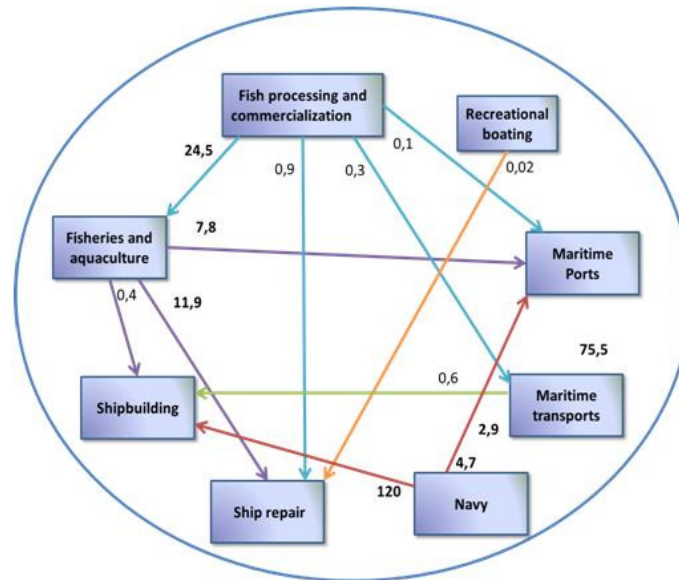 Fish processing and
commercialization
Recreational
boating
0,1
24,5
0,9
0,3
0,02
Fisheries and
aquaculture
7,8
Maritime
Ports
0,4
11,9
75,5
0,6
Shipbuilding
Maritime
transports
2,9
4,7
120
Ship repair
Navy